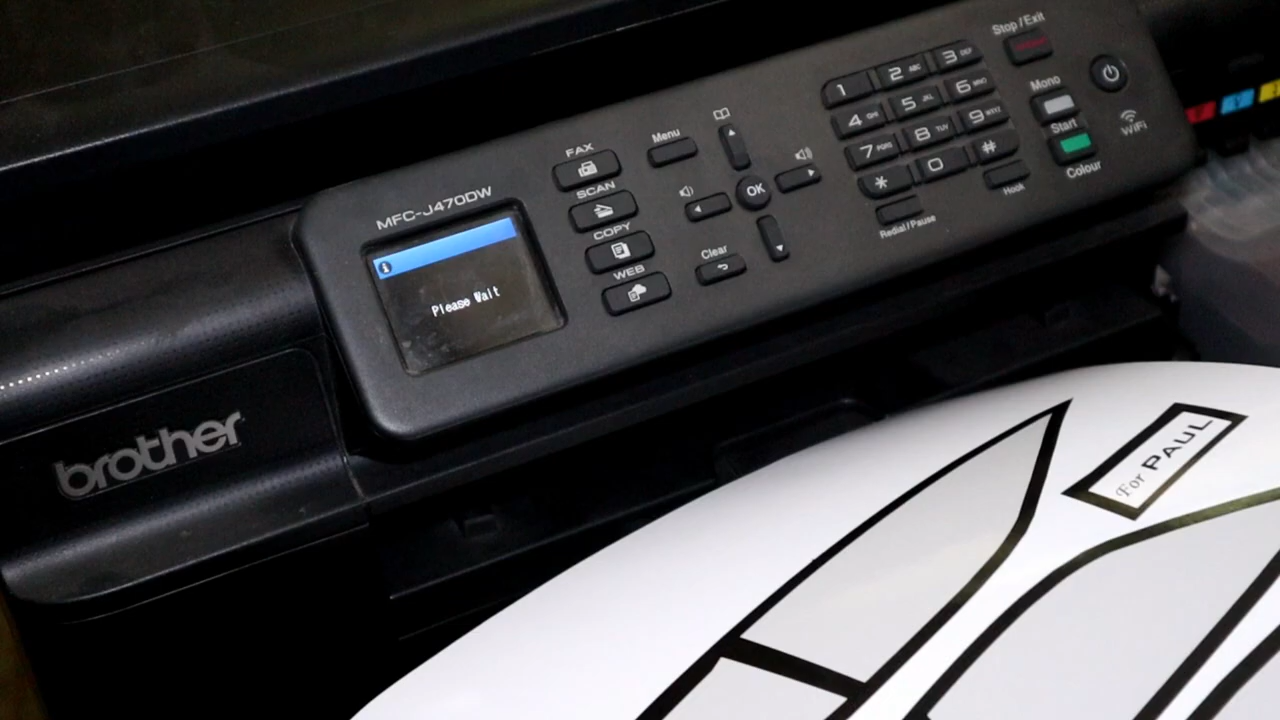 Stop/Exit
1
2 ABC
3 DEF
Mono
4 GHI
5 JKL
6 MNO
Start
WiFi
7 PQRS
8 TUV
9 WXYZ
Colour
*
0
#
Hook
Redial/Pause
Menu
OK
Clear
FAX
SCAN
COPY
WEB
MFC-J470DW
Please Wait
brother
For PAUL